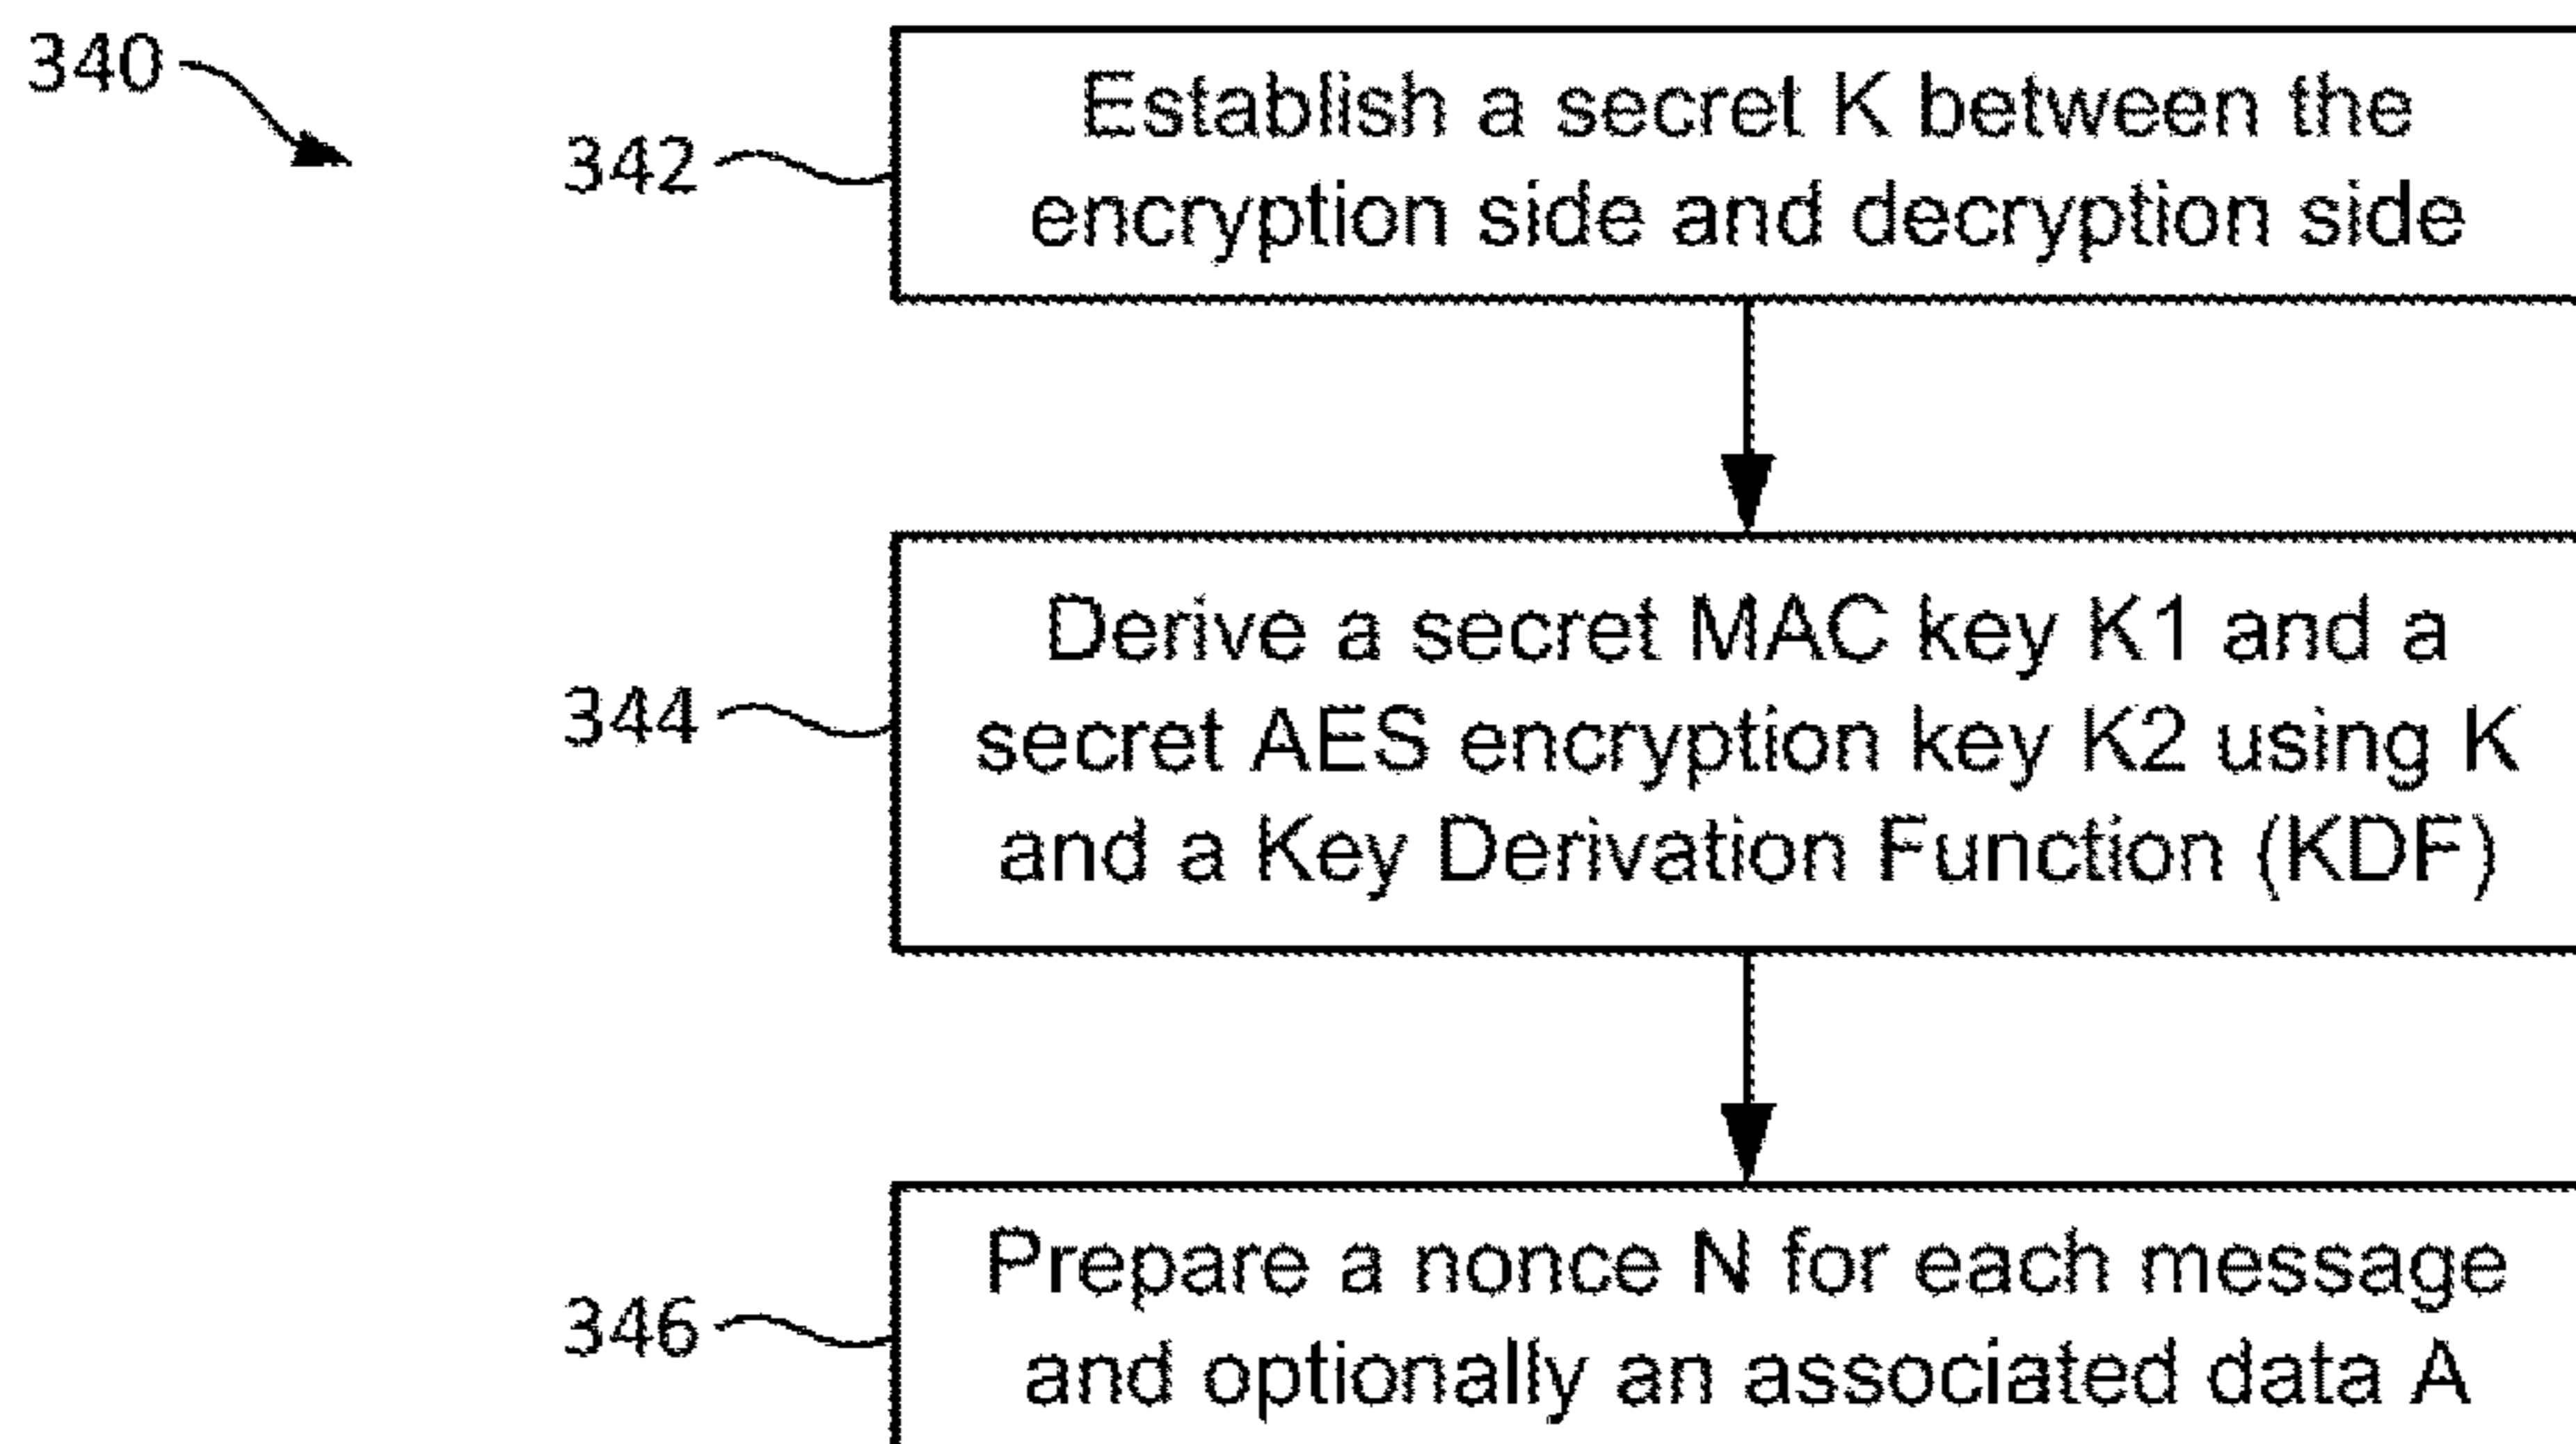 340
342
Establish a secret K between the
encryption side and decryption side
344
Derive a secret MAC key K1 and a
secret AES encryption key K2 using K
and a Key Derivation Function (KDF)
346
Prepare a nonce N for each message
and optionally an associated data A